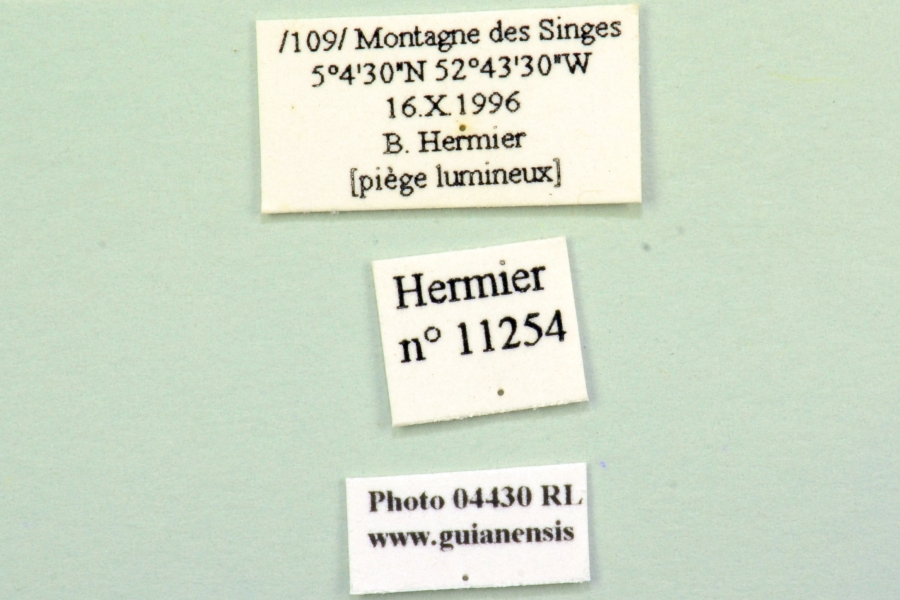 /109/ Montagne des Singes
5°4'30"N 52°43'30"W
16.X.1996
B. Hermier
[piège lumineux]
Hermier
n° 11254
Photo 04430 RL
www.guianensis